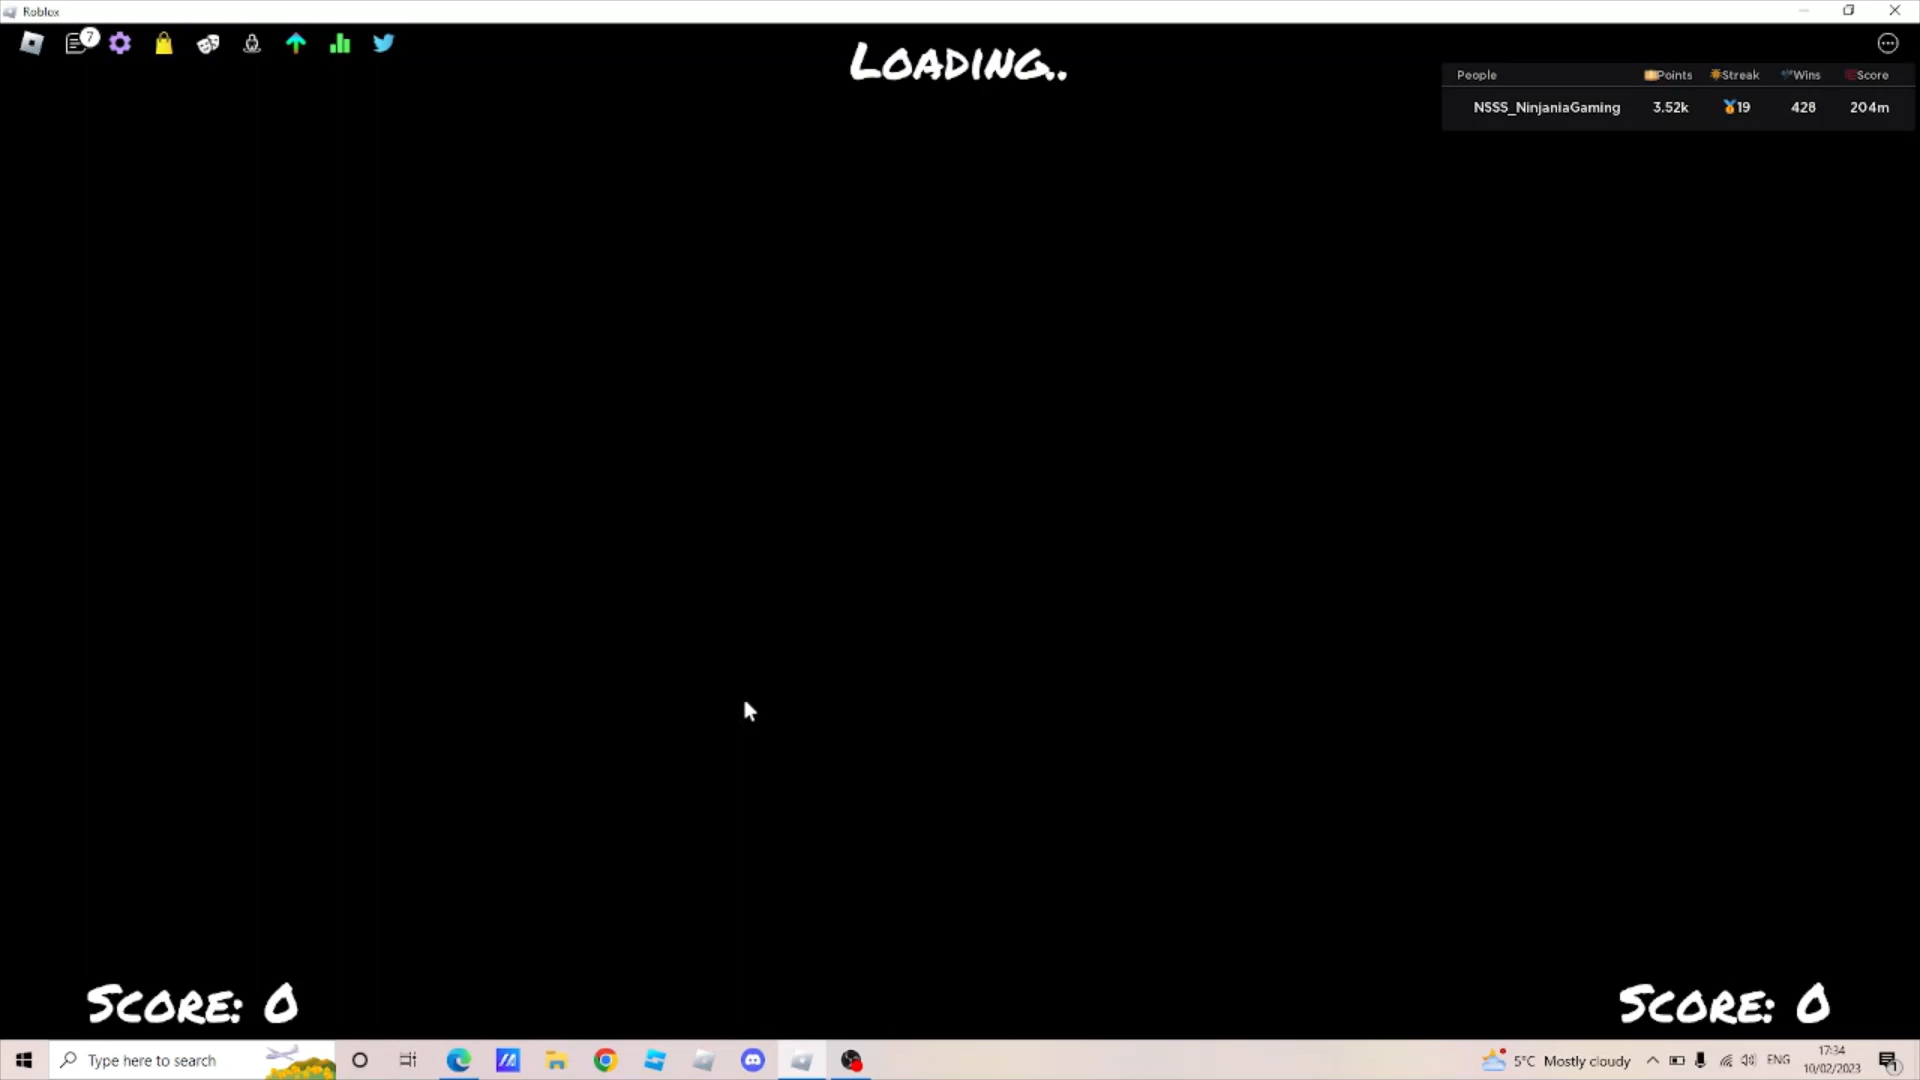 Roblox
7
LOADING..
People Points Streak Wins Score
NSSS_NinjaniaGaming 3.52k 19 428 204m
SCORE: 0
SCORE: 0
Type here to search
5°C Mostly cloudy
ENG
17:34
10/02/2023
1